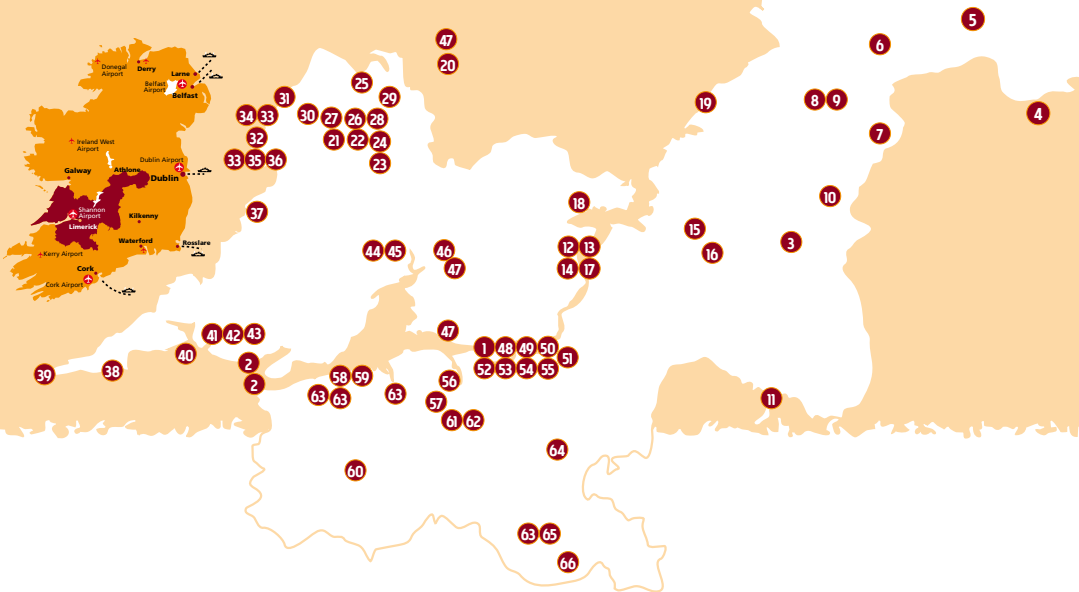 Donegal
Airport
Derry
Larne
Belfast
Airport
Belfast
Ireland West
Airport
Dublin Airport
Galway
Athlone
Dublin
Shannon
Airport
Limerick
Kilkenny
Waterford
Rosslare
Kerry Airport
Cork
Cork Airport
47
20
25
29
31
34 33
30 27 26 28
32
21 22 24
23
33 35 36
37
44 45
46
47
5
6
19
8 9
4
7
10
18
15
16
3
12 13
14 17
41 42 43
40
2
2
39
38
47
1 48 49 50
51
52 53 54 55
58 59
63 63
63
56
57
61 62
11
64
60
63 65
66